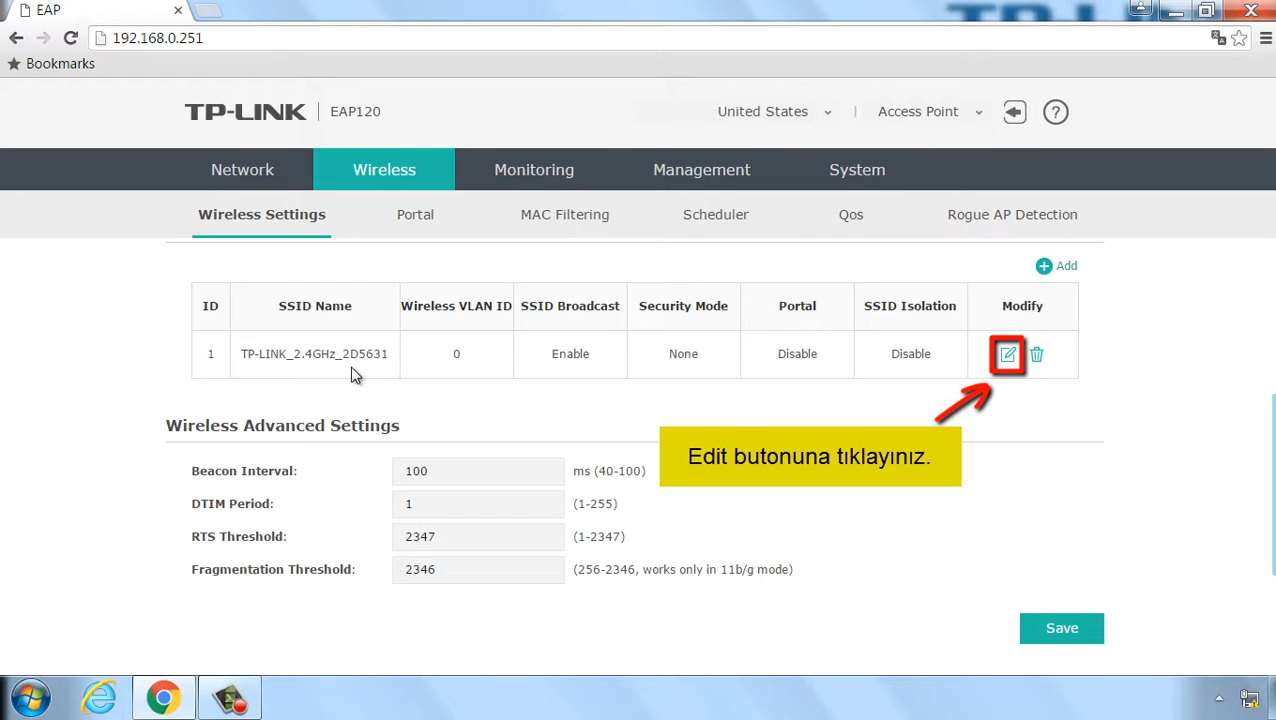 EAP
192.168.0.251
Bookmarks
TP-LINK EAP120 United States Access Point ?
Network Wireless Monitoring Management System
Wireless Settings Portal MAC Filtering Scheduler Qos Rogue AP Detection
Add
ID SSID Name Wireless VLAN ID SSID Broadcast Security Mode Portal SSID Isolation Modify
1 TP-LINK_2.4GHz_2D5631 0 Enable None Disable Disable
Wireless Advanced Settings
Edit butonuna tıklayınız.
Beacon Interval: 100 ms (40-100)
DTIM Period: 1 (1-255)
RTS Threshold: 2347 (1-2347)
Fragmentation Threshold: 2346 (256-2346, works only in 11b/g mode)
Save